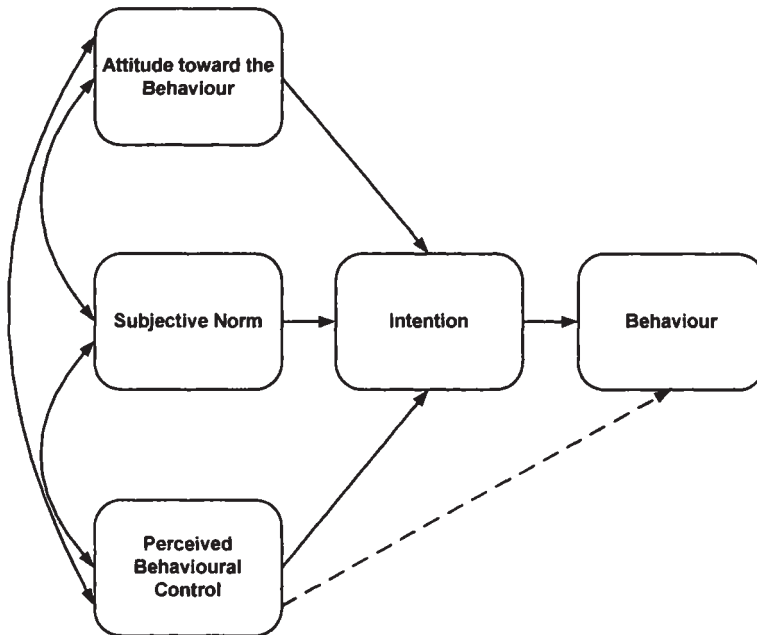 Attitude toward the
Behaviour
Subjective Norm
Intention
Behaviour
Perceived
Behavioural
Control